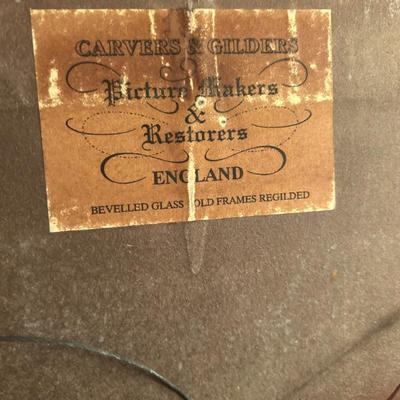 CARVERS & GILDERS
Picture Makers
&
Restorers
ENGLAND
BEVELLED GLASS OLD FRAMES REGILDED